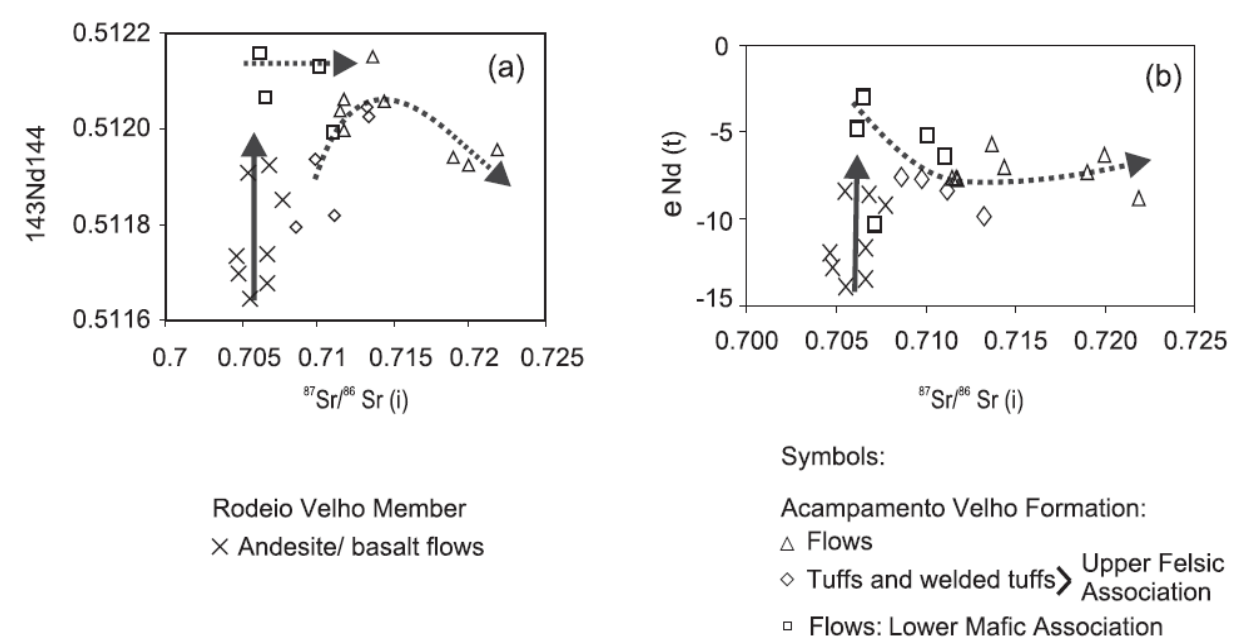 (a)
0.5122
0.5120
0.5118
0.5116
143Nd144
0.7 0.705 0.71 0.715 0.72 0.725
⁸⁷Sr/⁸⁶ Sr (i)
(b)
0
-5
-10
-15
e Nd (t)
0.700 0.705 0.710 0.715 0.720 0.725
⁸⁷Sr/⁸⁶ Sr (i)
Rodeio Velho Member
Andesite/ basalt flows
Symbols:
Acampamento Velho Formation:
Flows
Tuffs and welded tuffs
Upper Felsic
Association
Flows: Lower Mafic Association